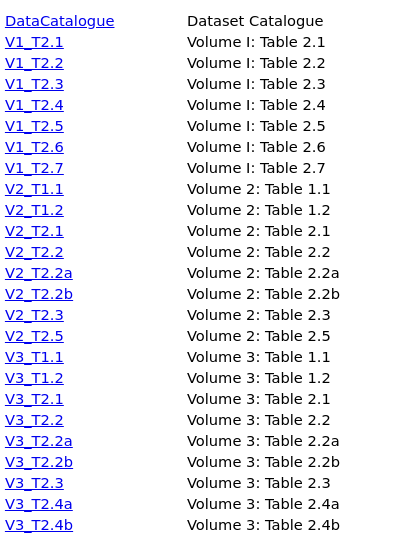 DataCatalogue Dataset Catalogue
V1_T2.1 Volume I: Table 2.1
V1_T2.2 Volume I: Table 2.2
V1_T2.3 Volume I: Table 2.3
V1_T2.4 Volume I: Table 2.4
V1_T2.5 Volume I: Table 2.5
V1_T2.6 Volume I: Table 2.6
V1_T2.7 Volume I: Table 2.7
V2_T1.1 Volume 2: Table 1.1
V2_T1.2 Volume 2: Table 1.2
V2_T2.1 Volume 2: Table 2.1
V2_T2.2 Volume 2: Table 2.2
V2_T2.2a Volume 2: Table 2.2a
V2_T2.2b Volume 2: Table 2.2b
V2_T2.3 Volume 2: Table 2.3
V2_T2.5 Volume 2: Table 2.5
V3_T1.1 Volume 3: Table 1.1
V3_T1.2 Volume 3: Table 1.2
V3_T2.1 Volume 3: Table 2.1
V3_T2.2 Volume 3: Table 2.2
V3_T2.2a Volume 3: Table 2.2a
V3_T2.2b Volume 3: Table 2.2b
V3_T2.3 Volume 3: Table 2.3
V3_T2.4a Volume 3: Table 2.4a
V3_T2.4b Volume 3: Table 2.4b